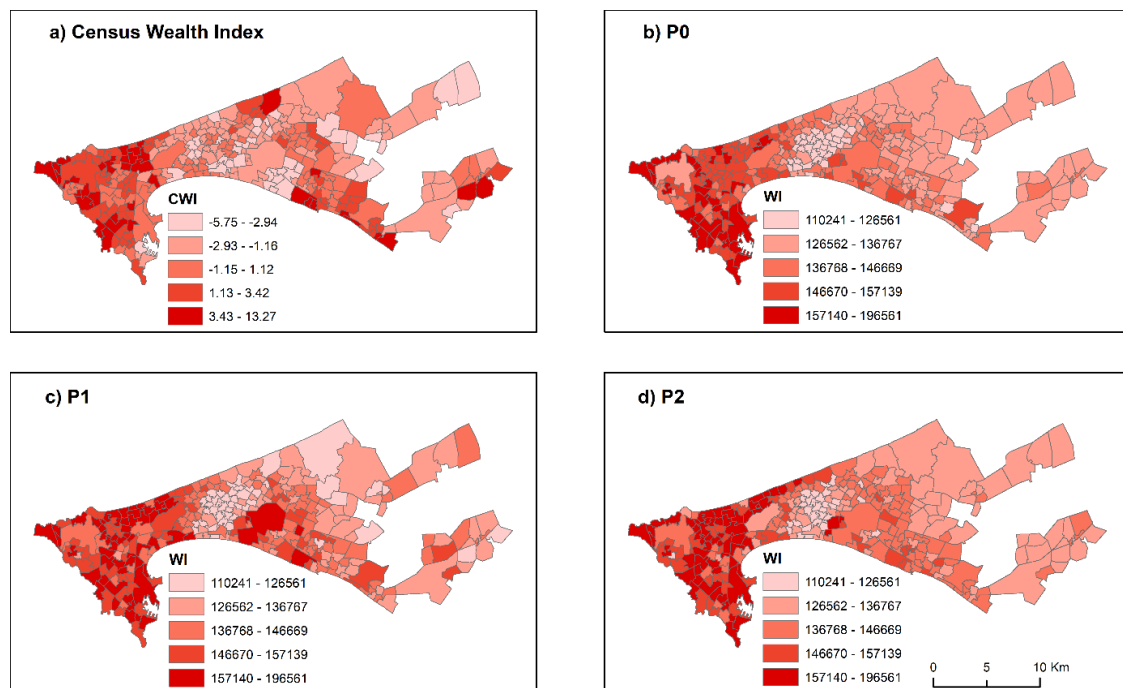 a) Census Wealth Index
CWI
-5.75 - -2.94
-2.93 - -1.16
-1.15 - 1.12
1.13 - 3.42
3.43 - 13.27
b) P0
WI
110241 - 126561
126562 - 136767
136768 - 146669
146670 - 157139
157140 - 196561
c) P1
WI
110241 - 126561
126562 - 136767
136768 - 146669
146670 - 157139
157140 - 196561
d) P2
WI
110241 - 126561
126562 - 136767
136768 - 146669
146670 - 157139
157140 - 196561
0 5 10 Km